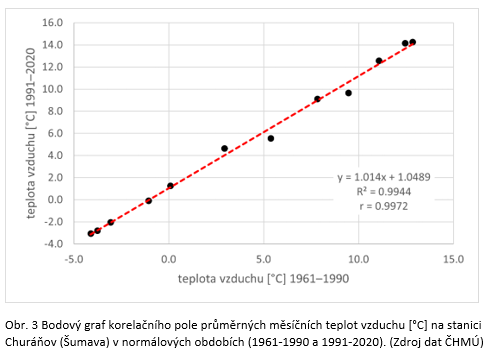 16.0
14.0
12.0
10.0
8.0
6.0
4.0
2.0
0.0
-2.0
-4.0
teplota vzduchu [°C] 1991–2020
y = 1.014x + 1.0489
R² = 0.9944
r = 0.9972
-5.0 0.0 5.0 10.0 15.0
teplota vzduchu [°C] 1961–1990
Obr. 3 Bodový graf korelačního pole průměrných měsíčních teplot vzduchu [°C] na stanici
Churáňov (Šumava) v normálových obdobích (1961-1990 a 1991-2020). (Zdroj dat ČHMÚ)